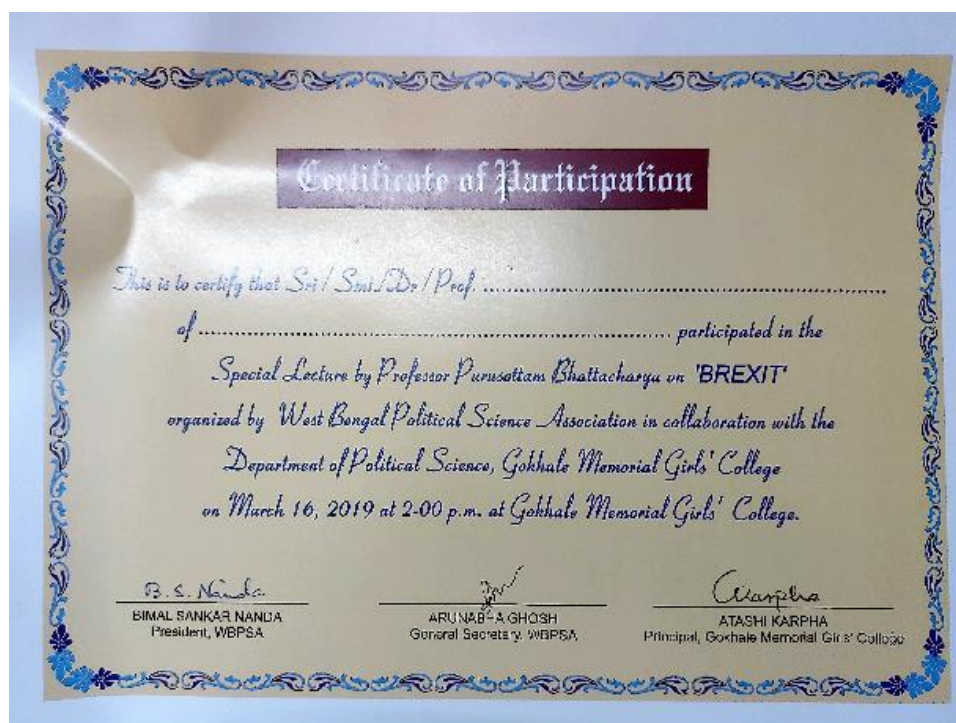 Certificate of Participation
This is to certify that Sri / Smt./Dr / Prof. ................................................................
of ................................................................ participated in the
Special Lecture by Professor Purusottam Bhattacharya on 'BREXIT'
organized by West Bengal Political Science Association in collaboration with the
Department of Political Science, Gokhale Memorial Girls' College
on March 16, 2019 at 2-00 p.m. at Gokhale Memorial Girls' College.
B. S. Nanda
BIMAL SANKAR NANDA
President, WBPSA
ARUNABHA GHOSH
General Secretary, WBPSA
AKarpha
ATASHI KARPHA
Principal, Gokhale Memorial Girls' College